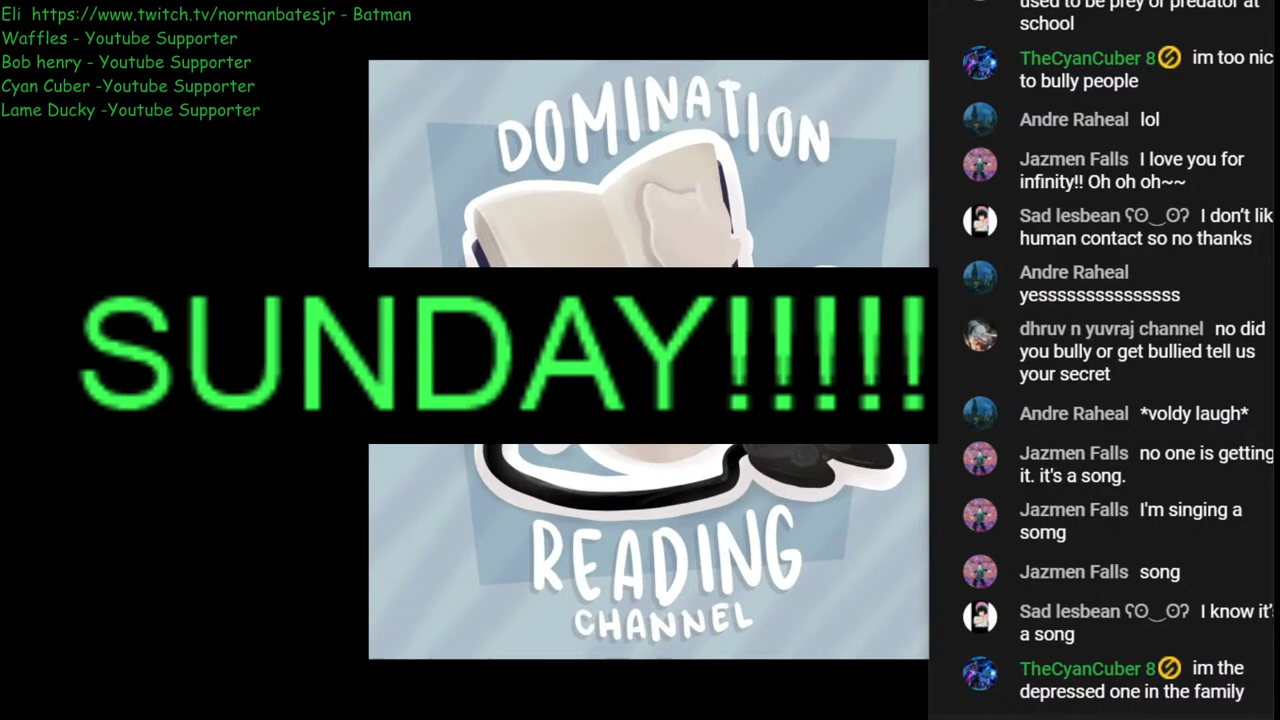 Eli https://www.twitch.tv/normanbatesjr - Batman
Waffles - Youtube Supporter
Bob henry - Youtube Supporter
Cyan Cuber -Youtube Supporter
Lame Ducky -Youtube Supporter
DOMINATION
SUNDAY!!!!!
READING
CHANNEL
used to be prey or predator at
school
TheCyanCuber 8 im too nic
to bully people
Andre Raheal lol
Jazmen Falls I love you for
infinity!! Oh oh oh~~
Sad lesbean ʕʘ‿ʘʔ I don't lik
human contact so no thanks
Andre Raheal
yesssssssssssssss
dhruv n yuvraj channel no did
you bully or get bullied tell us
your secret
Andre Raheal *voldy laugh*
Jazmen Falls no one is getting
it. it's a song.
Jazmen Falls I'm singing a
somg
Jazmen Falls song
Sad lesbean ʕʘ‿ʘʔ I know it's
a song
TheCyanCuber 8 im the
depressed one in the family